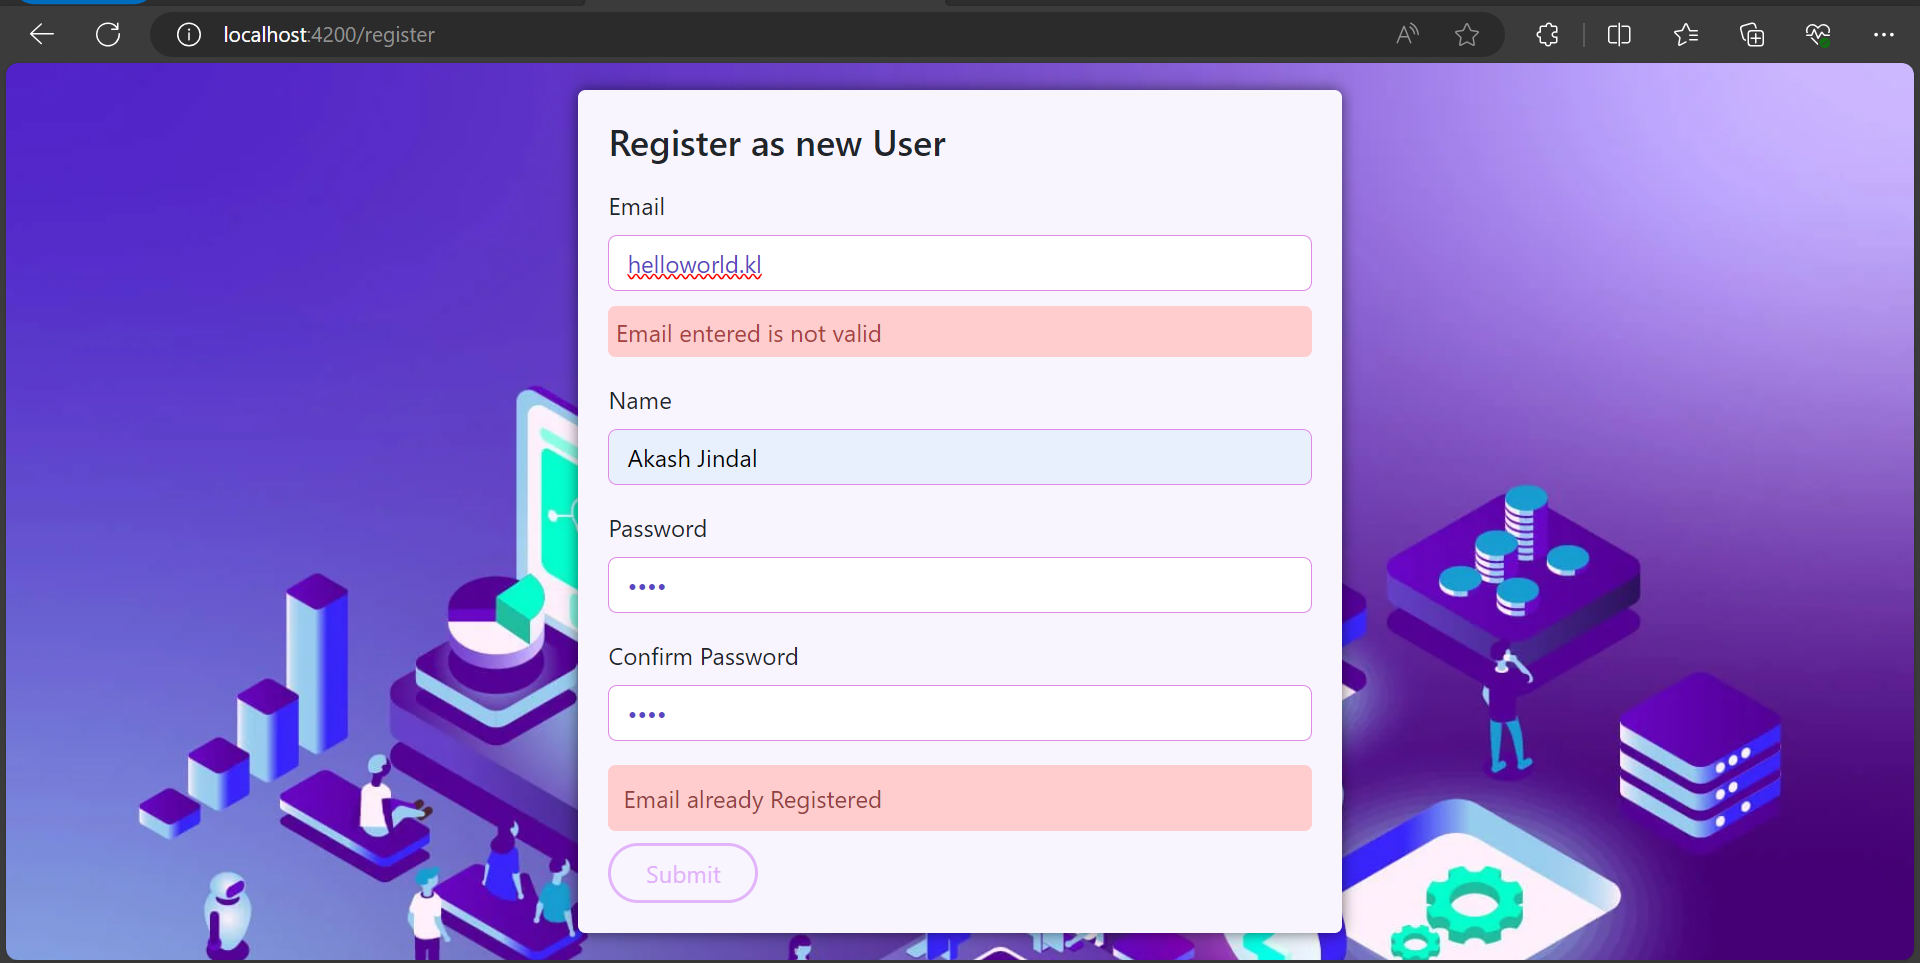 localhost:4200/register
Register as new User
Email
helloworld.kl
Email entered is not valid
Name
Akash Jindal
Password
••••
Confirm Password
••••
Email already Registered
Submit